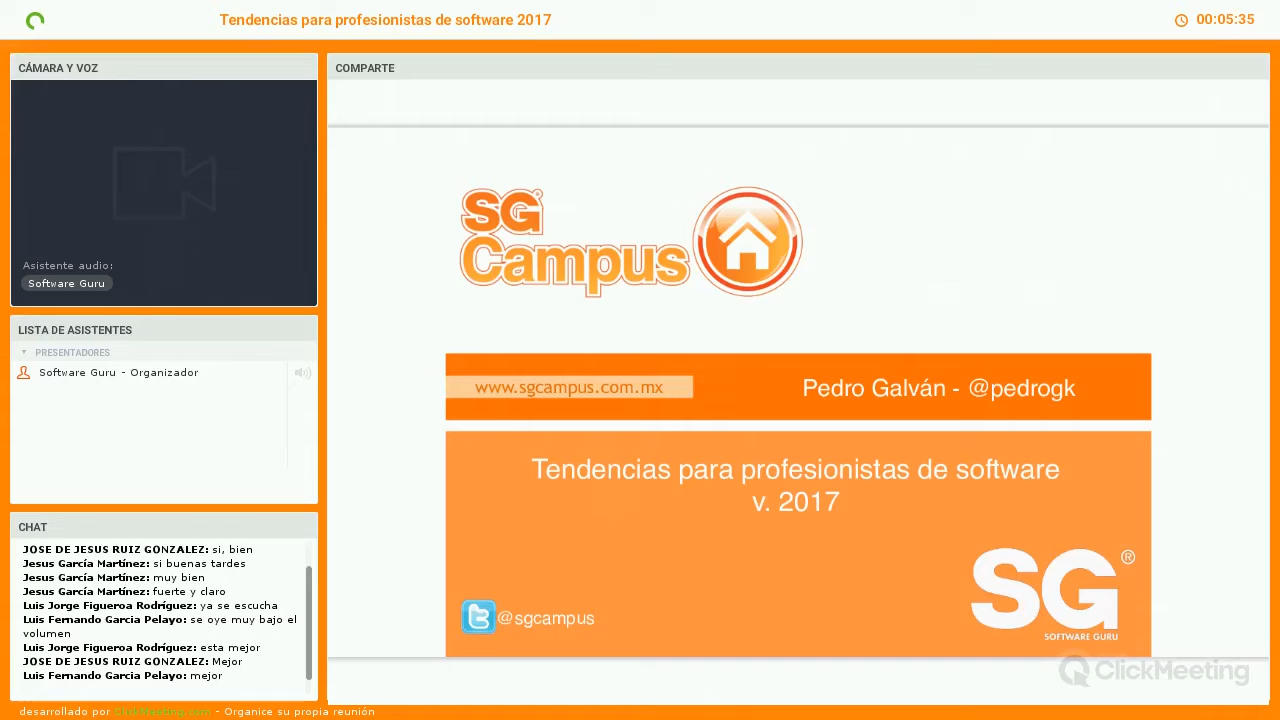 Tendencias para profesionistas de software 2017
00:05:35
CÁMARA Y VOZ
Asistente audio:
Software Guru
LISTA DE ASISTENTES
PRESENTADORES
Software Guru - Organizador
CHAT
JOSE DE JESUS RUIZ GONZALEZ: si, bien
Jesus García Martínez: si buenas tardes
Jesus García Martínez: muy bien
Jesus García Martínez: fuerte y claro
Luis Jorge Figueroa Rodríguez: ya se escucha
Luis Fernando Garcia Pelayo: se oye muy bajo el
volumen
Luis Jorge Figueroa Rodríguez: esta mejor
JOSE DE JESUS RUIZ GONZALEZ: Mejor
Luis Fernando Garcia Pelayo: mejor
desarrollado por ClickMeeting.com - Organice su propia reunión
COMPARTE
SG
Campus
www.sgcampus.com.mx
Pedro Galván - @pedrogk
Tendencias para profesionistas de software
v. 2017
@sgcampus
SG®
SOFTWARE GURU
ClickMeeting